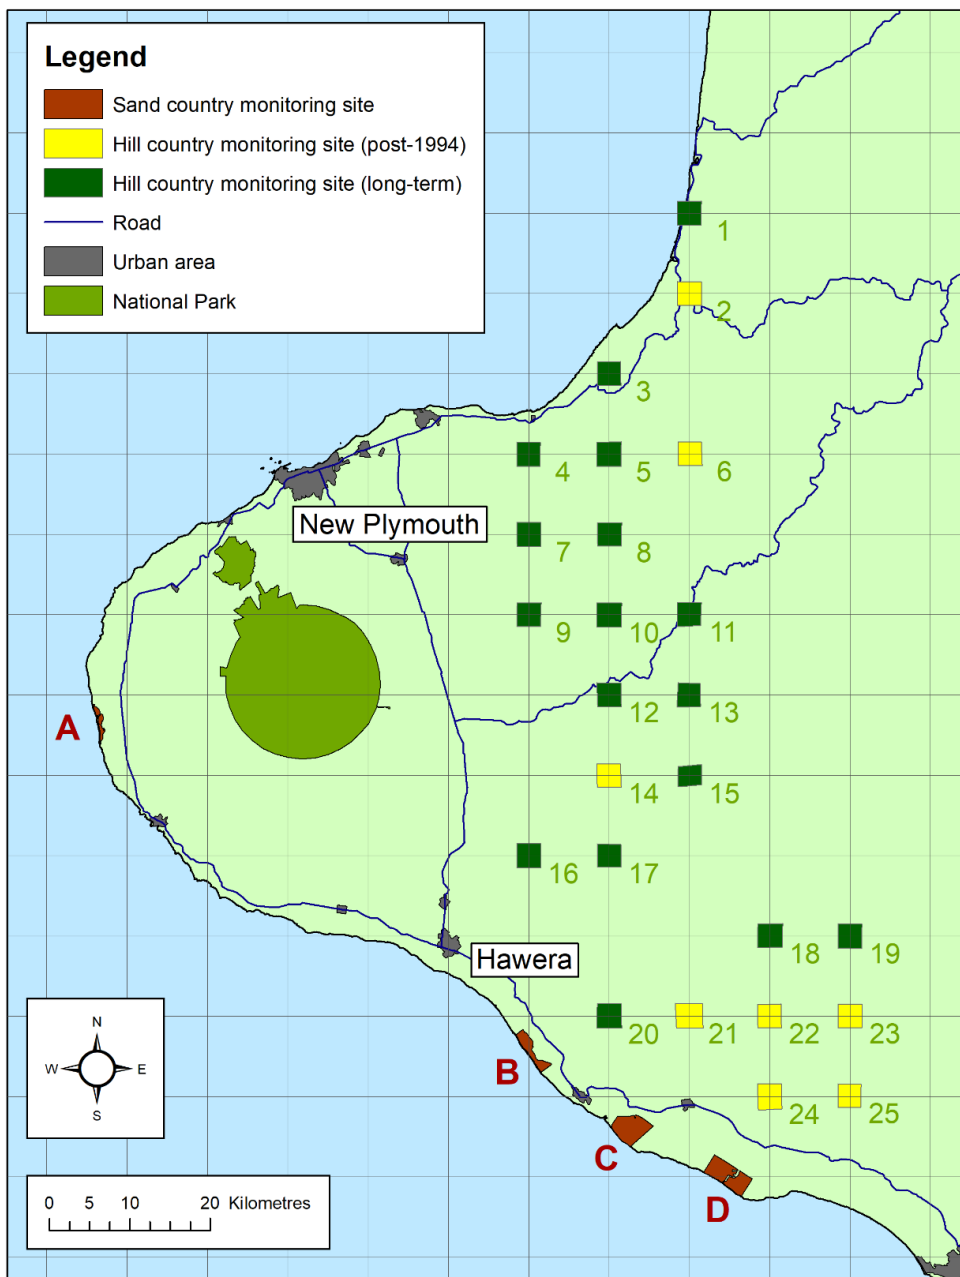 Legend
Sand country monitoring site
Hill country monitoring site (post-1994)
Hill country monitoring site (long-term)
Road
Urban area
National Park
1
2
3
4
5
6
New Plymouth
7
8
9
10
11
12
13
A
14
15
16
17
18
19
Hawera
20
21
22
23
B
24
25
C
D
N
W
E
S
0 5 10 20 Kilometres